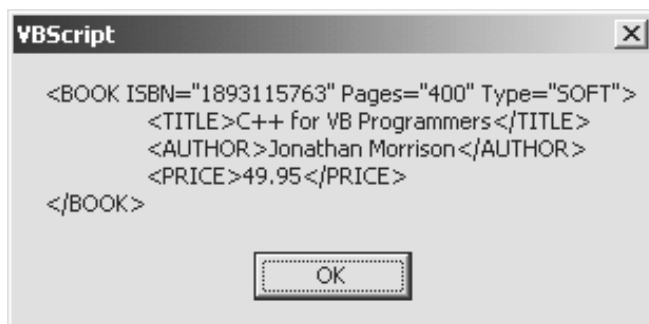 VBScript
<BOOK ISBN="1893115763" Pages="400" Type="SOFT">
<TITLE>C++ for VB Programmers</TITLE>
<AUTHOR>Jonathan Morrison</AUTHOR>
<PRICE>49.95</PRICE>
</BOOK>
OK